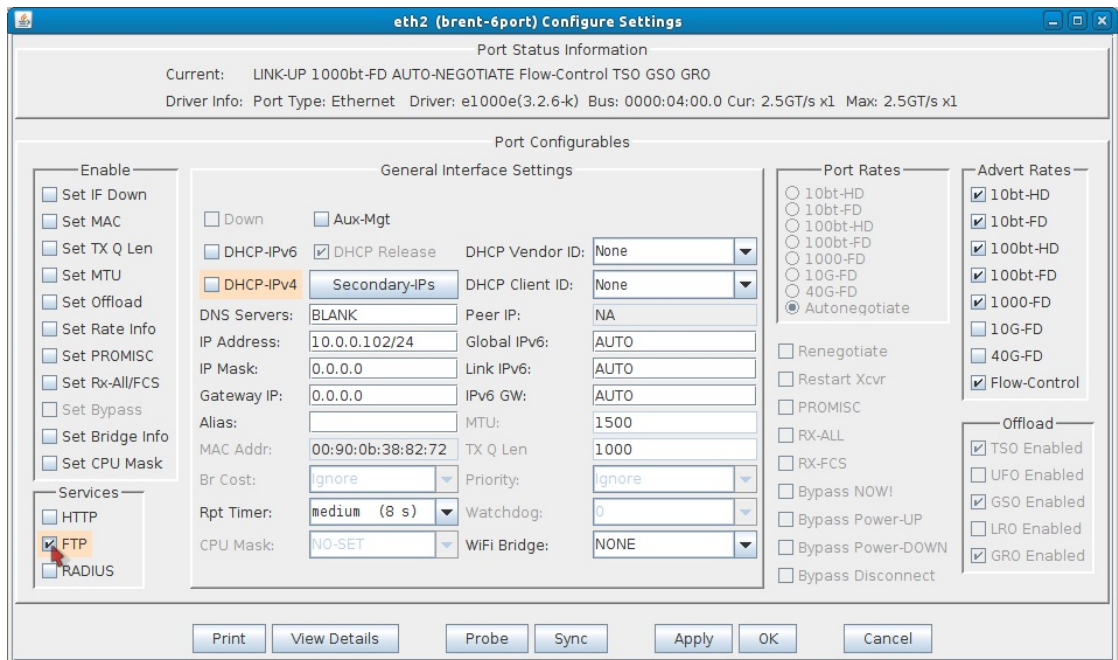 eth2 (brent-6port) Configure Settings
Port Status Information
Current: LINK-UP 1000bt-FD AUTO-NEGOTIATE Flow-Control TSO GSO GRO
Driver Info: Port Type: Ethernet Driver: e1000e(3.2.6-k) Bus: 0000:04:00.0 Cur: 2.5GT/s x1 Max: 2.5GT/s x1
Port Configurables
Enable
Set IF Down
Set MAC
Set TX Q Len
Set MTU
Set Offload
Set Rate Info
Set PROMISC
Set Rx-All/FCS
Set Bypass
Set Bridge Info
Set CPU Mask
Services
HTTP
FTP
RADIUS
General Interface Settings
Down Aux-Mgt
DHCP-IPv6 DHCP Release DHCP Vendor ID: None
DHCP-IPv4 Secondary-IPs DHCP Client ID: None
DNS Servers: BLANK Peer IP: NA
IP Address: 10.0.0.102/24 Global IPv6: AUTO
IP Mask: 0.0.0.0 Link IPv6: AUTO
Gateway IP: 0.0.0.0 IPv6 GW: AUTO
Alias: MTU: 1500
MAC Addr: 00:90:0b:38:82:72 TX Q Len 1000
Br Cost: Ignore Priority: Ignore
Rpt Timer: medium (8 s) Watchdog: 0
CPU Mask: NO-SET WiFi Bridge: NONE
Port Rates
10bt-HD
10bt-FD
100bt-HD
100bt-FD
1000-FD
10G-FD
40G-FD
Autonegotiate
Renegotiate
Restart Xcvr
PROMISC
RX-ALL
RX-FCS
Bypass NOW!
Bypass Power-UP
Bypass Power-DOWN
Bypass Disconnect
Advert Rates
10bt-HD
10bt-FD
100bt-HD
100bt-FD
1000-FD
10G-FD
40G-FD
Flow-Control
Offload
TSO Enabled
UFO Enabled
GSO Enabled
LRO Enabled
GRO Enabled
Print View Details Probe Sync Apply OK Cancel